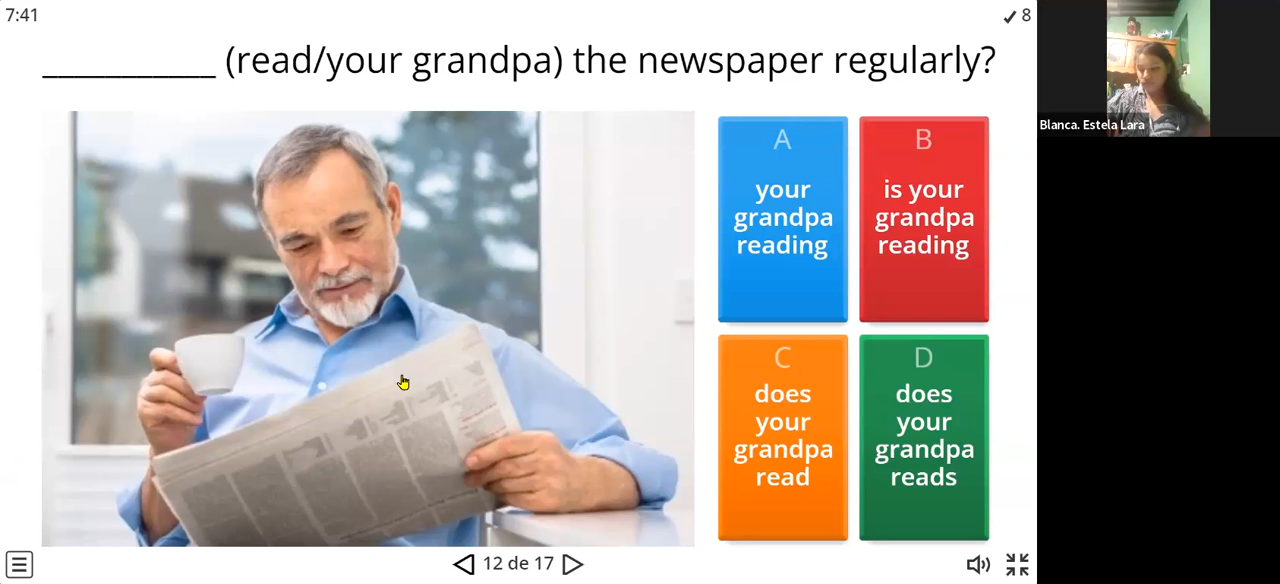 7:41
✓ 8
___________ (read/your grandpa) the newspaper regularly?
A
your
grandpa
reading
B
is your
grandpa
reading
C
does
your
grandpa
read
D
does
your
grandpa
reads
12 de 17
Blanca. Estela Lara